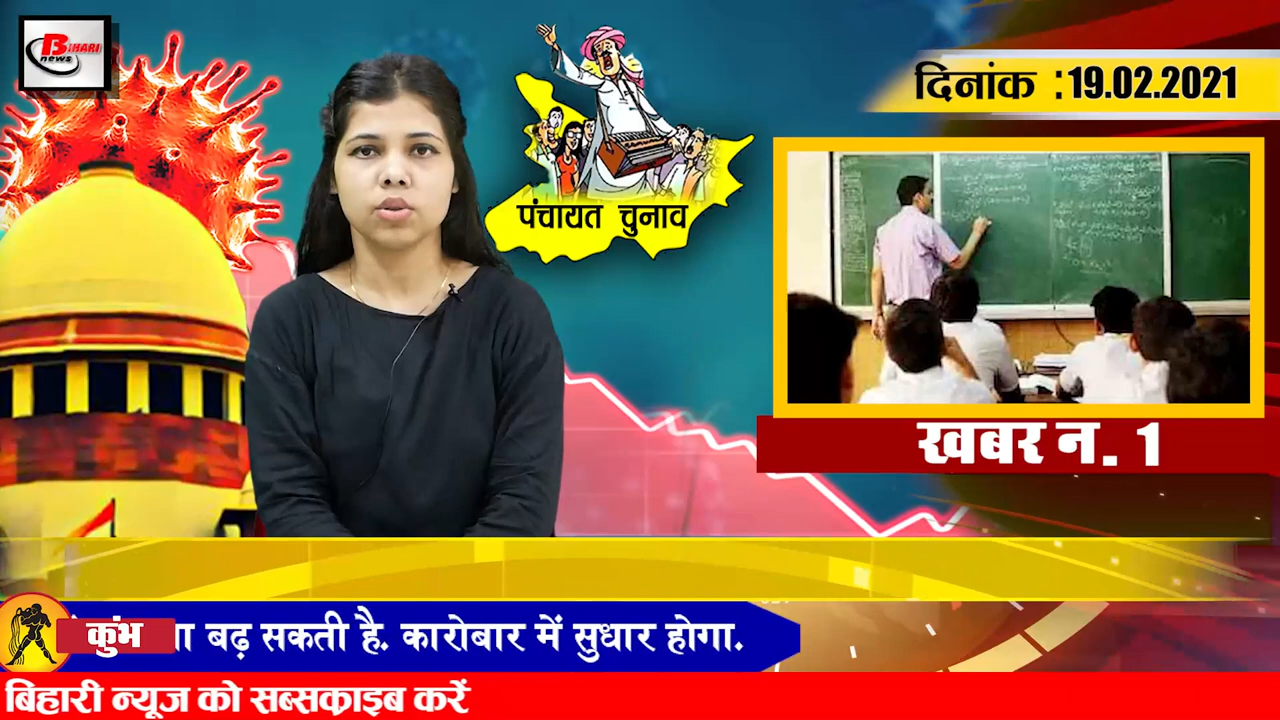 BIHARI
news
दिनांक : 19.02.2021
पंचायत चुनाव
खबर न. 1
कुंभ
बढ़ सकती है. कारोबार में सुधार होगा.
बिहारी न्यूज को सब्सक्राइब करें